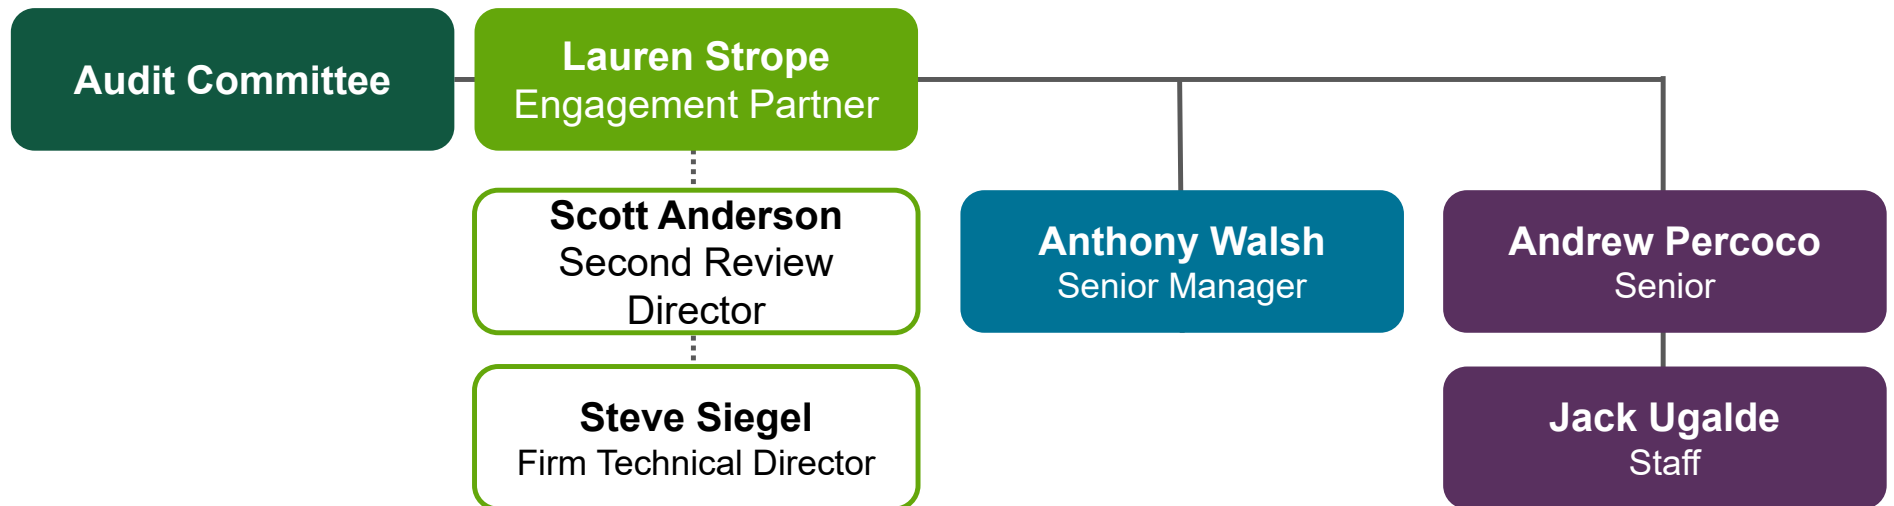 Audit Committee
Lauren Strope
Engagement Partner
Scott Anderson
Second Review
Director
Anthony Walsh
Senior Manager
Andrew Percoco
Senior
Steve Siegel
Firm Technical Director
Jack Ugalde
Staff